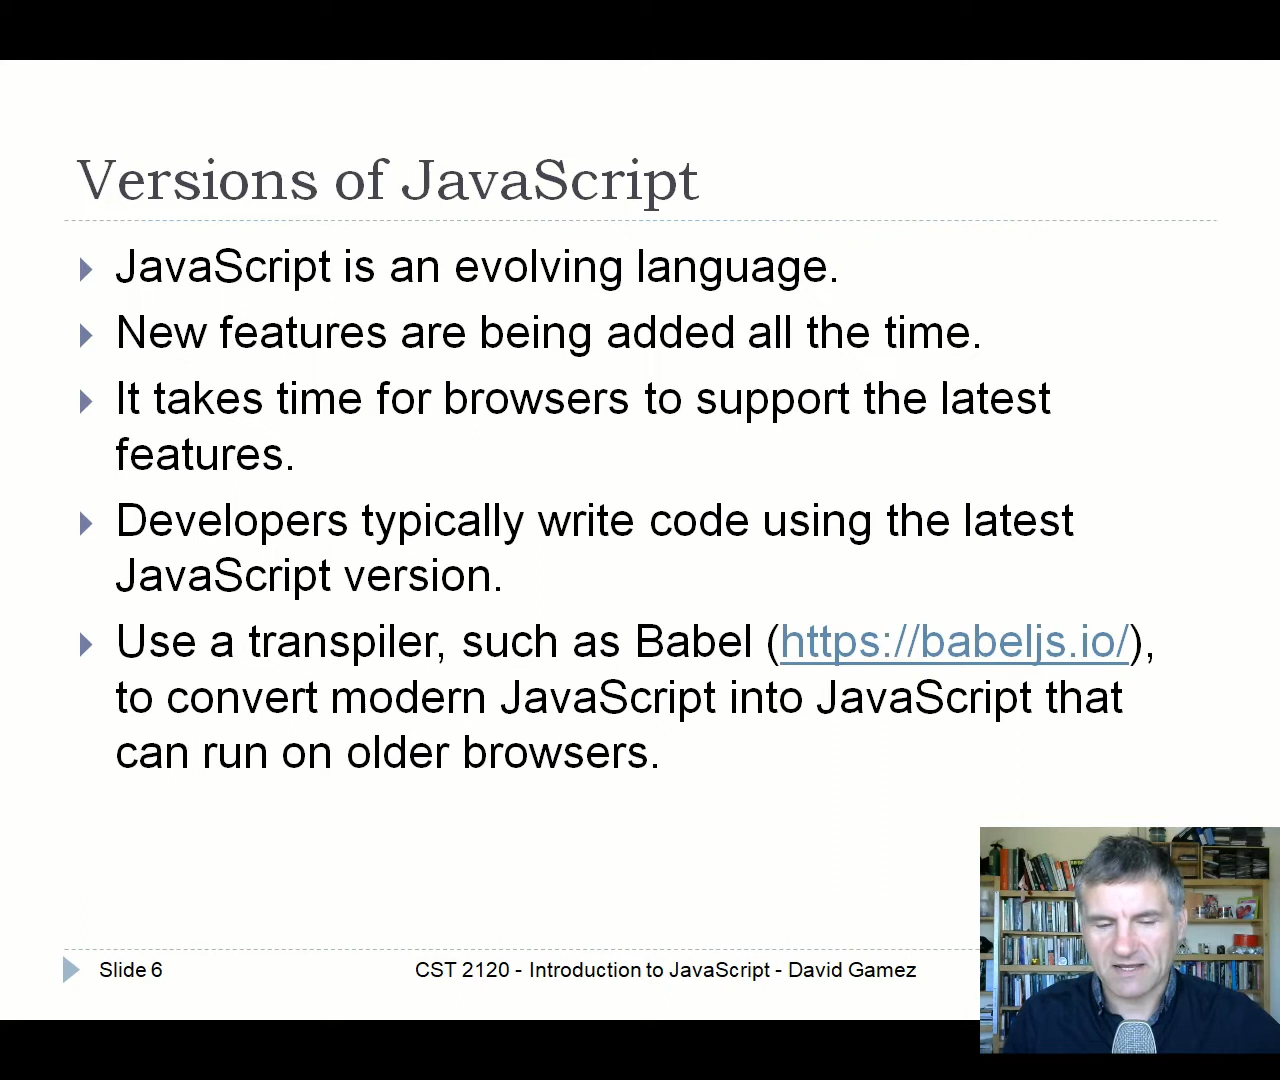 Versions of JavaScript
JavaScript is an evolving language.
New features are being added all the time.
It takes time for browsers to support the latest
features.
Developers typically write code using the latest
JavaScript version.
Use a transpiler, such as Babel (https://babeljs.io/),
to convert modern JavaScript into JavaScript that
can run on older browsers.
Slide 6
CST 2120 - Introduction to JavaScript - David Gamez